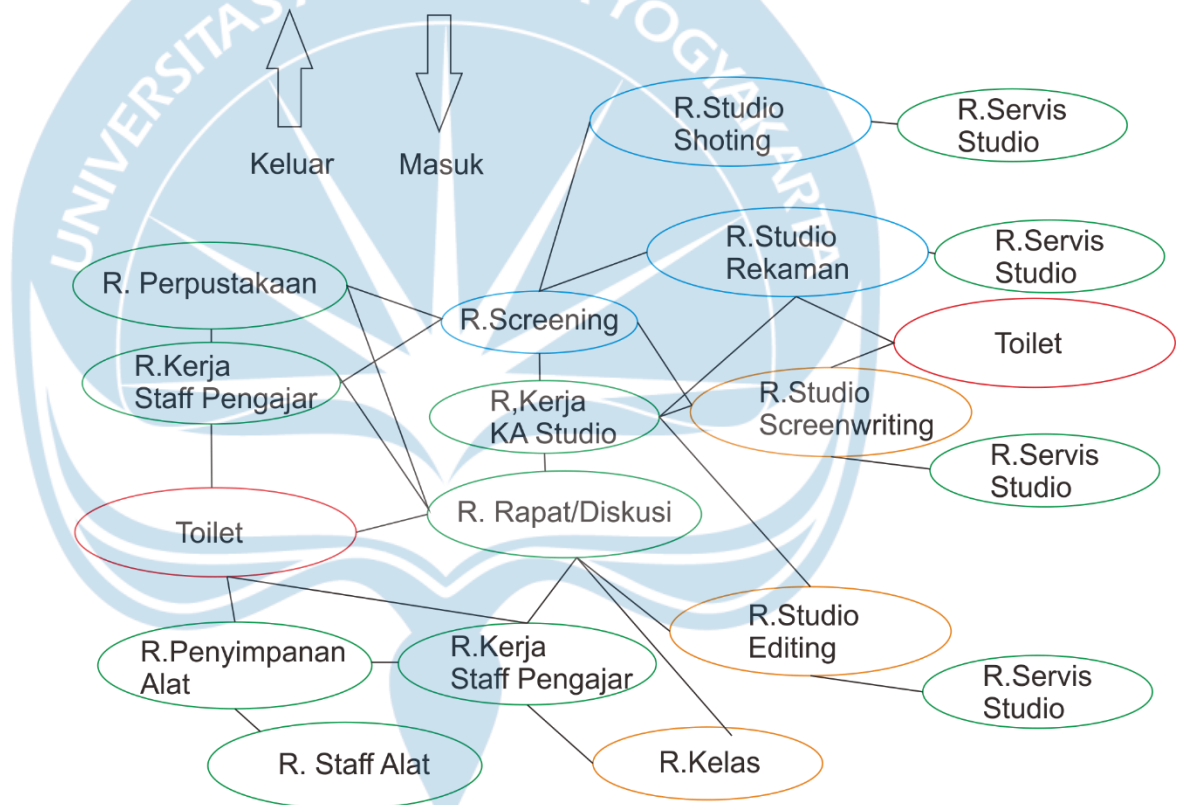 UNIVERSITAS
YOGYAKARTA
Keluar
Masuk
R.Studio
Shoting
R.Servis
Studio
R.Studio
Rekaman
R.Servis
Studio
R. Perpustakaan
R.Screening
Toilet
R.Kerja
Staff Pengajar
R,Kerja
KA Studio
R.Studio
Screenwriting
R.Servis
Studio
Toilet
R. Rapat/Diskusi
R.Studio
Editing
R.Penyimpanan
Alat
R.Kerja
Staff Pengajar
R.Servis
Studio
R. Staff Alat
R.Kelas